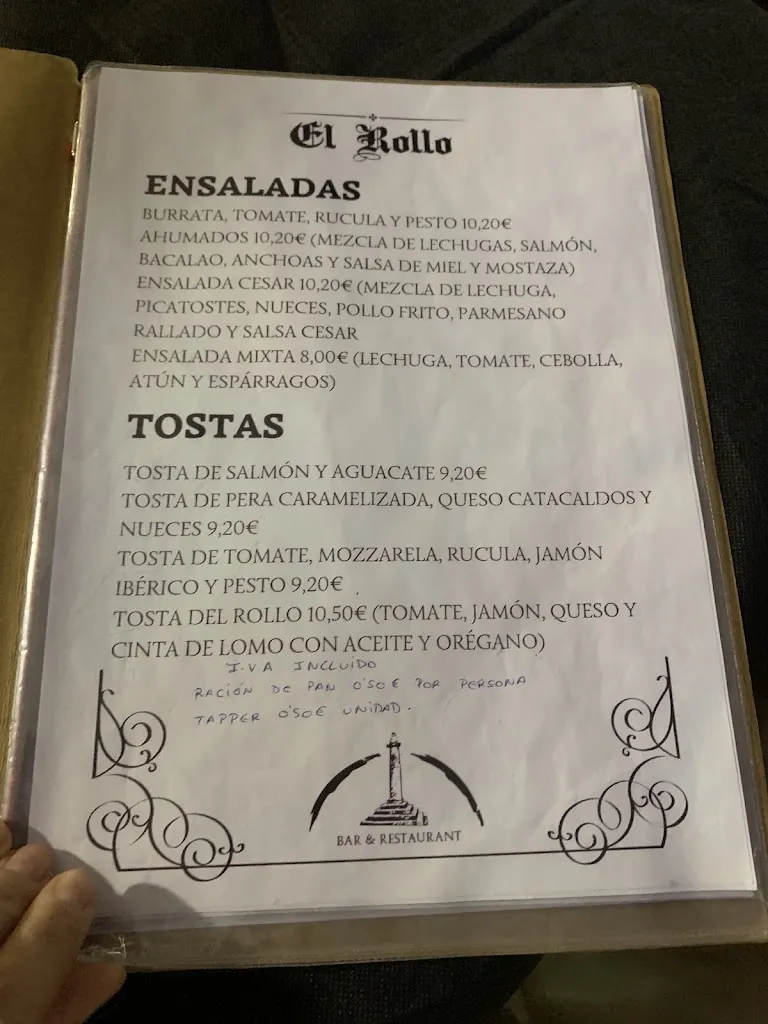 El Rollo
ENSALADAS
BURRATA, TOMATE, RUCULA Y PESTO 10,20€
AHUMADOS 10,20€ (MEZCLA DE LECHUGAS, SALMÓN,
BACALAO, ANCHOAS Y SALSA DE MIEL Y MOSTAZA)
ENSALADA CESAR 10,20€ (MEZCLA DE LECHUGA,
PICATOSTES, NUECES, POLLO FRITO, PARMESANO
RALLADO Y SALSA CESAR
ENSALADA MIXTA 8,00€ (LECHUGA, TOMATE, CEBOLLA,
ATÚN Y ESPÁRRAGOS)
TOSTAS
TOSTA DE SALMÓN Y AGUACATE 9,20€
TOSTA DE PERA CARAMELIZADA, QUESO CATACALDOS Y
NUECES 9,20€
TOSTA DE TOMATE, MOZZARELA, RUCULA, JAMÓN
IBÉRICO Y PESTO 9,20€
TOSTA DEL ROLLO 10,50€ (TOMATE, JAMÓN, QUESO Y
CINTA DE LOMO CON ACEITE Y ORÉGANO)
I.V.A INCLUIDO
RACIÓN DE PAN 0'50€ POR PERSONA
TAPPER 0'50€ UNIDAD.
BAR & RESTAURANT